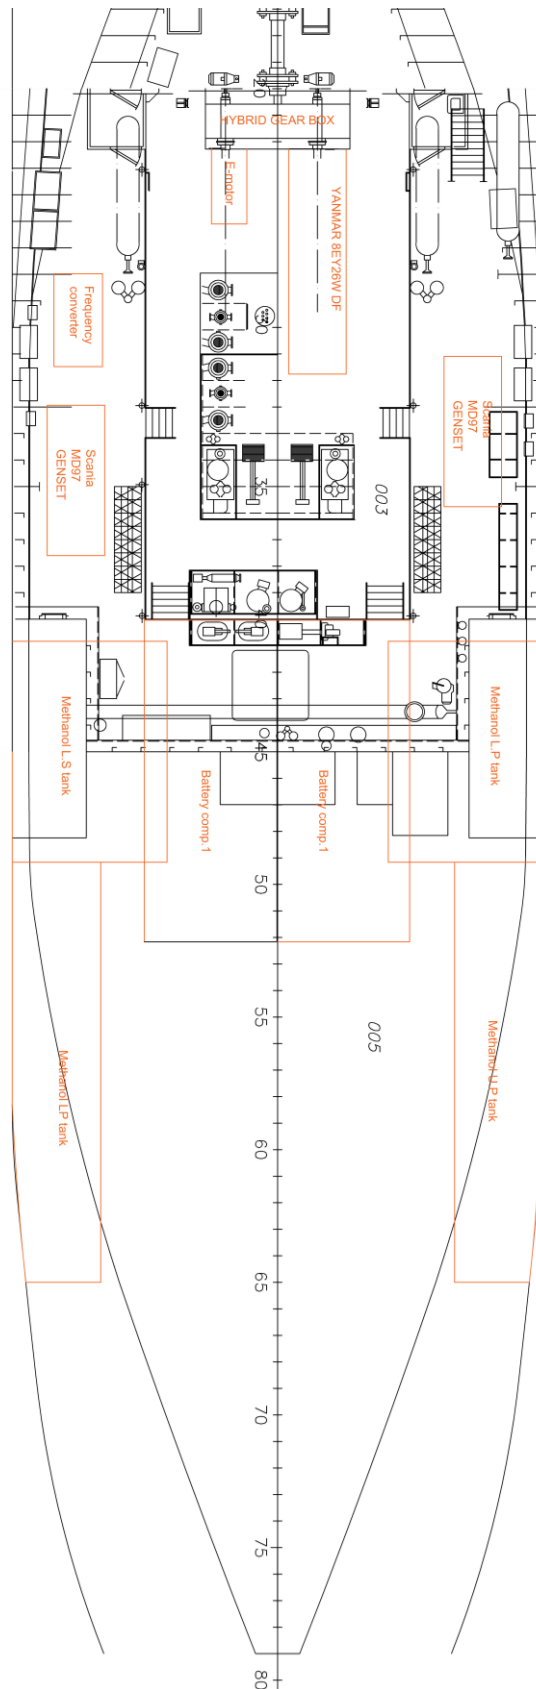 HYBRID GEAR BOX
E-motor
YANMAR 8EY26W DF
Frequency
converter
Scania
MD97
GENSET
Scania
MD97
GENSET
35
003
Methanol L.S tank
Methanol L.P tank
45
Battery comp.1
Battery comp.1
50
55
005
Methanol LP tank
Methanol U.P tank
60
65
70
75
80